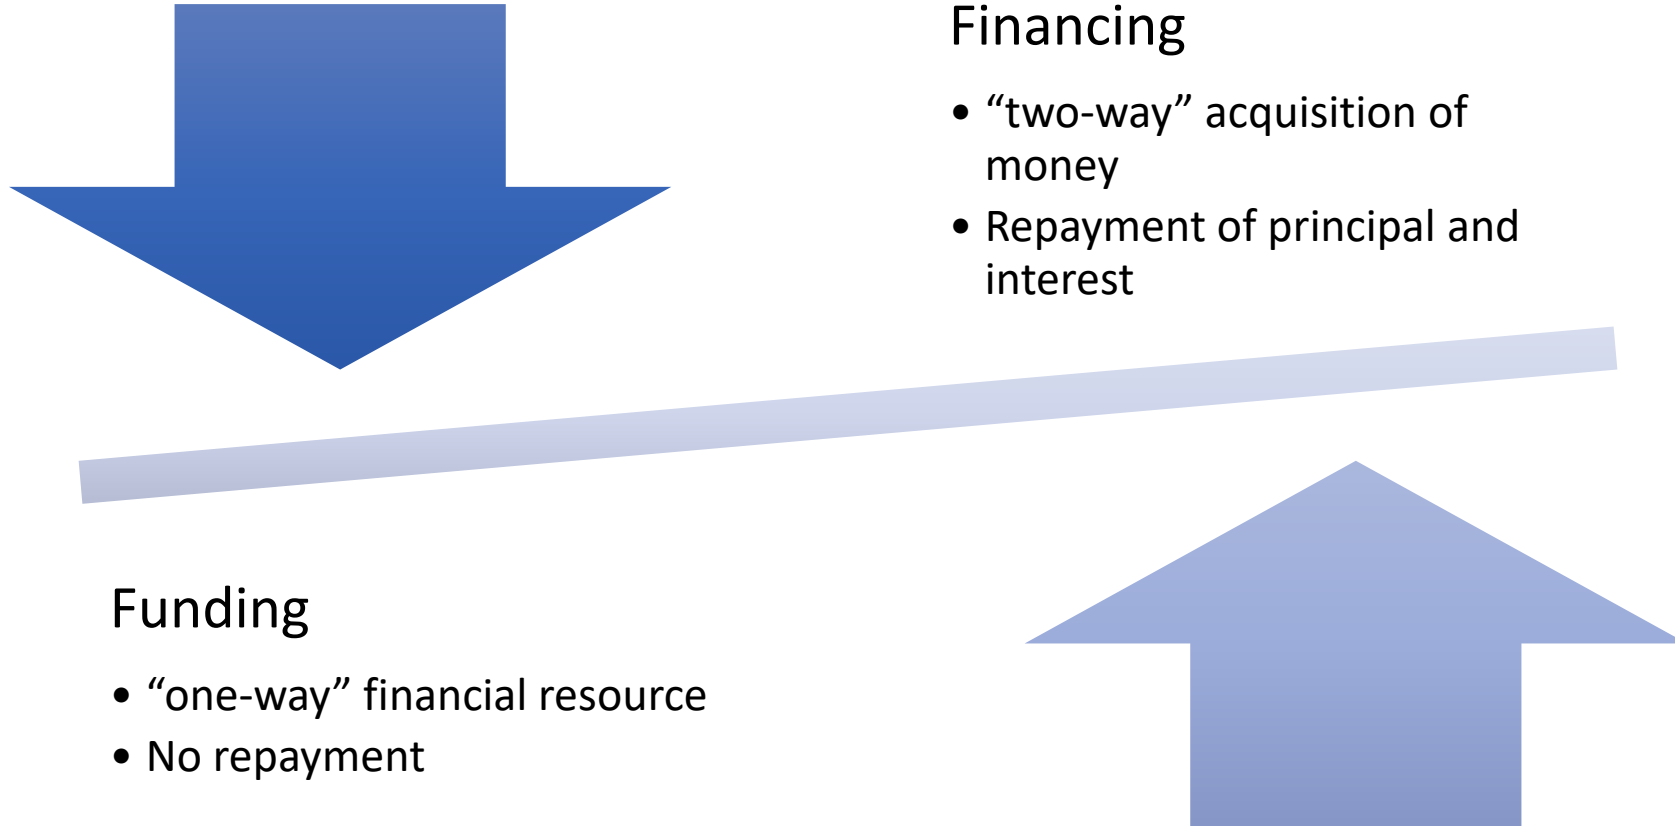 Financing
• “two-way” acquisition of
money
• Repayment of principal and
interest
Funding
• “one-way” financial resource
• No repayment